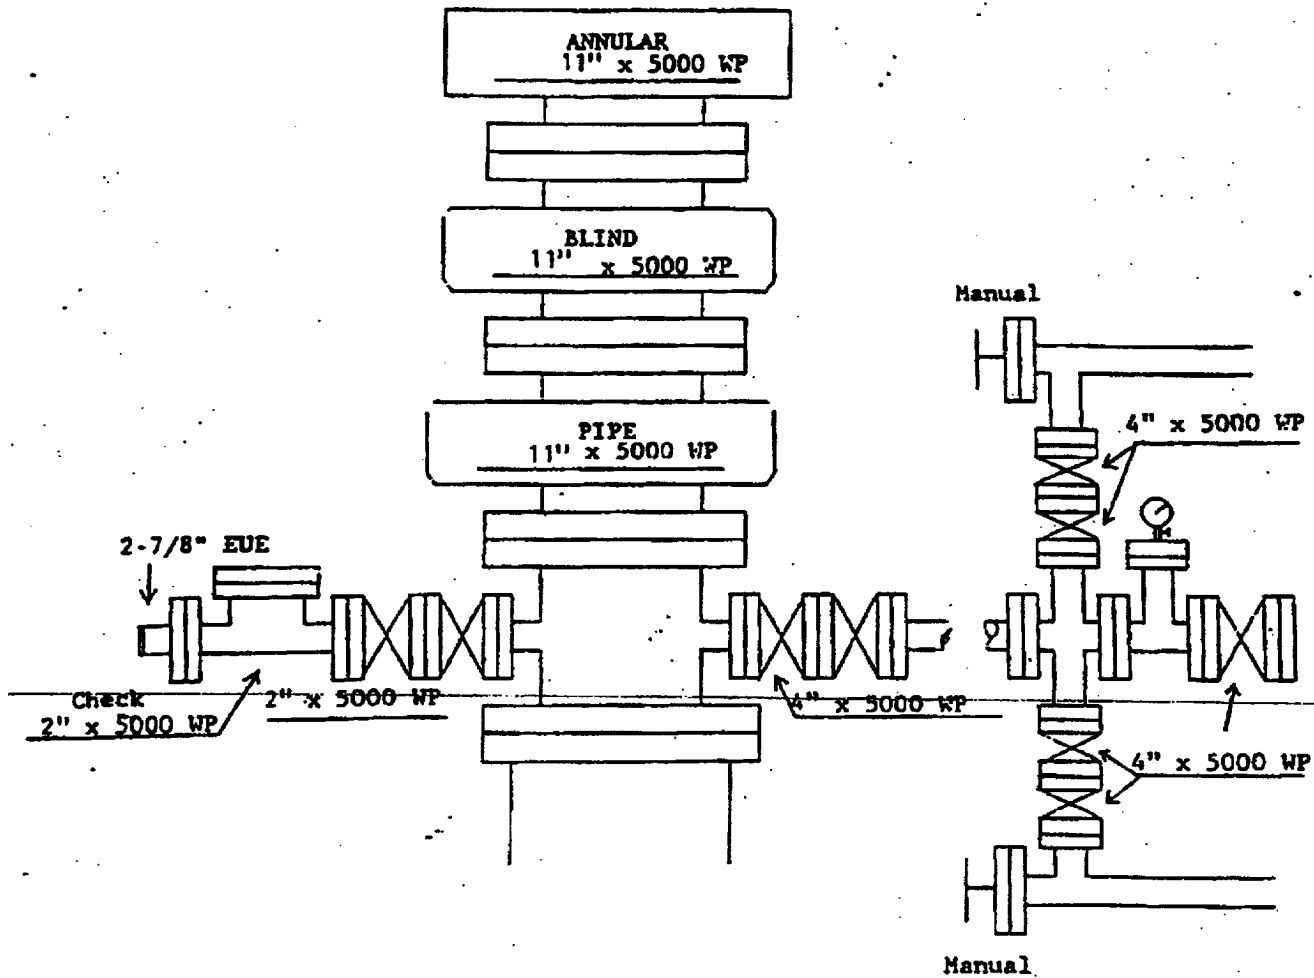 ANNULAR
11" x 5000 WP
BLIND
11" x 5000 WP
Manual
PIPE
11" x 5000 WP
4" x 5000 WP
2-7/8" EUE
Check
2" x 5000 WP
2" x 5000 WP
4" x 5000 WP
4" x 5000 WP
Manual